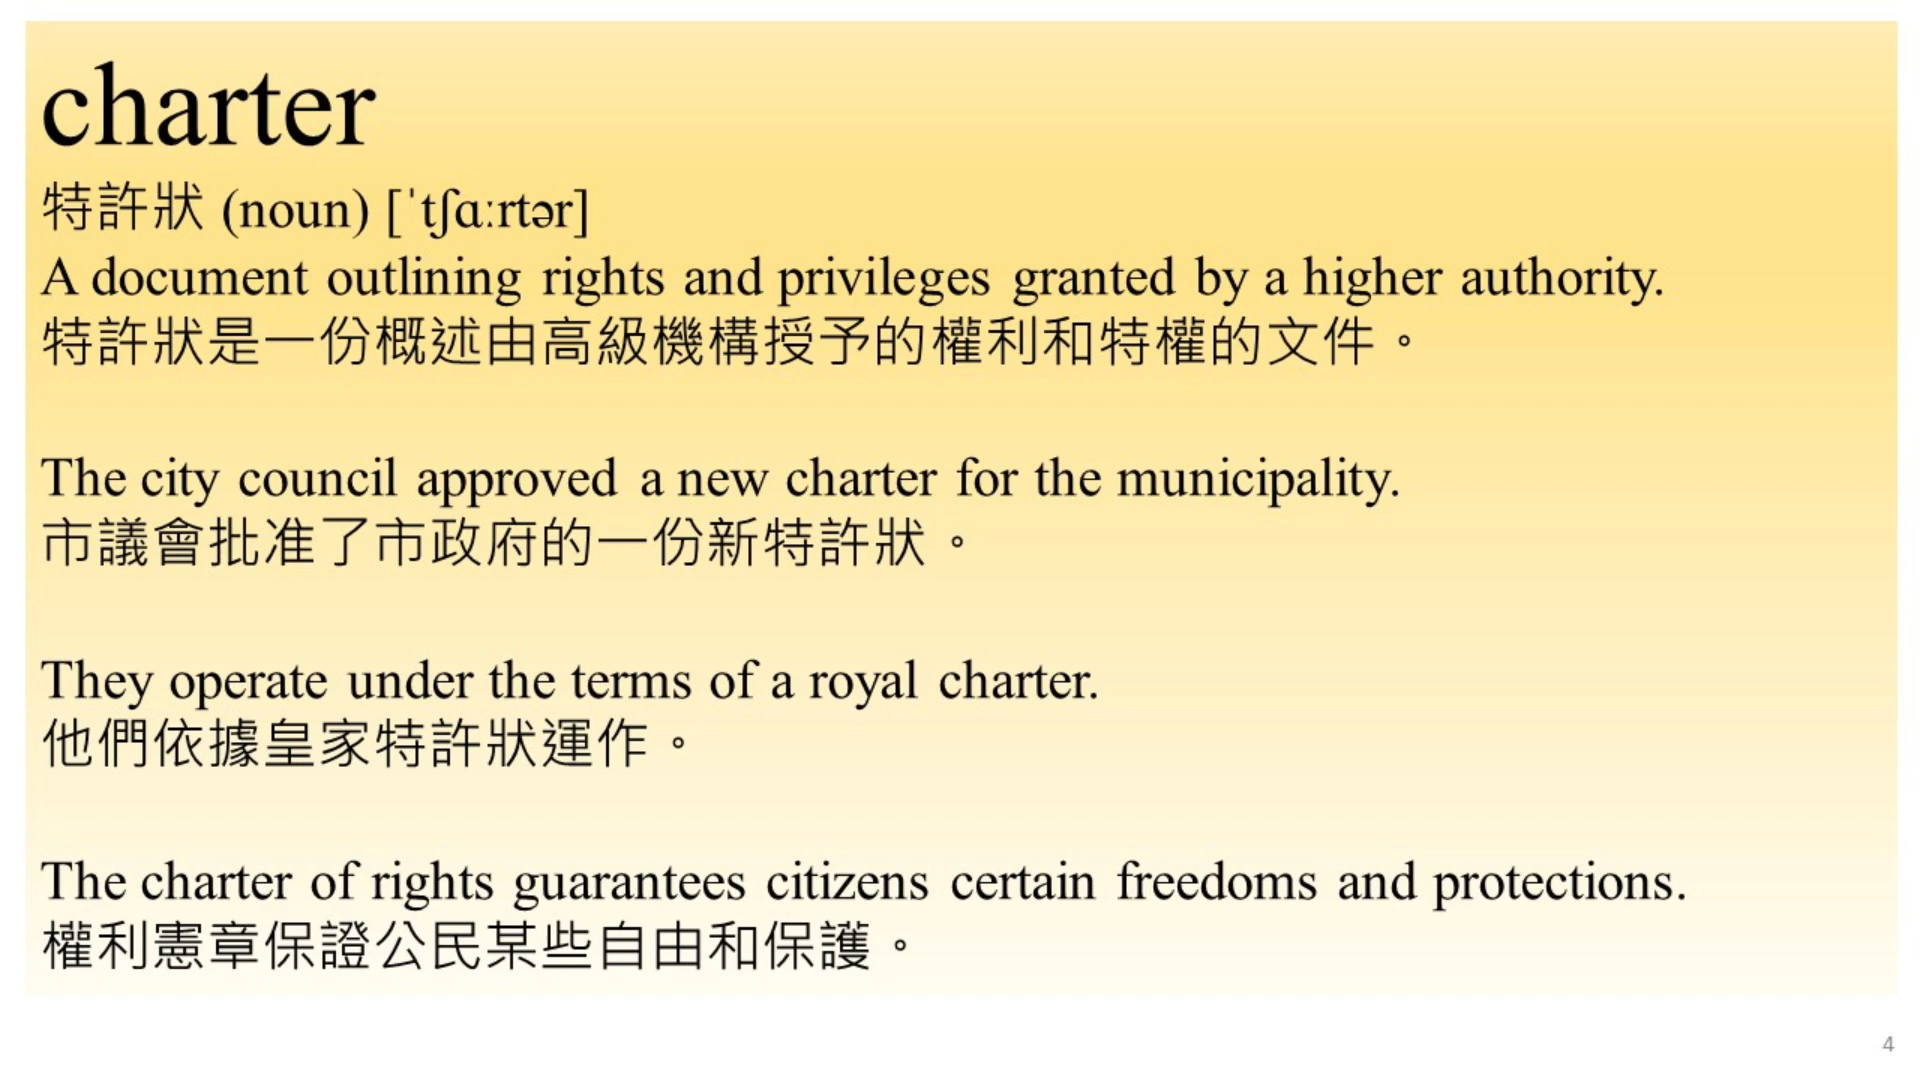 charter
特許狀 (noun) [ˈtʃɑːrtər]
A document outlining rights and privileges granted by a higher authority.
特許狀是一份概述由高級機構授予的權利和特權的文件。
The city council approved a new charter for the municipality.
市議會批准了市政府的一份新特許狀。
They operate under the terms of a royal charter.
他們依據皇家特許狀運作。
The charter of rights guarantees citizens certain freedoms and protections.
權利憲章保證公民某些自由和保護。
4